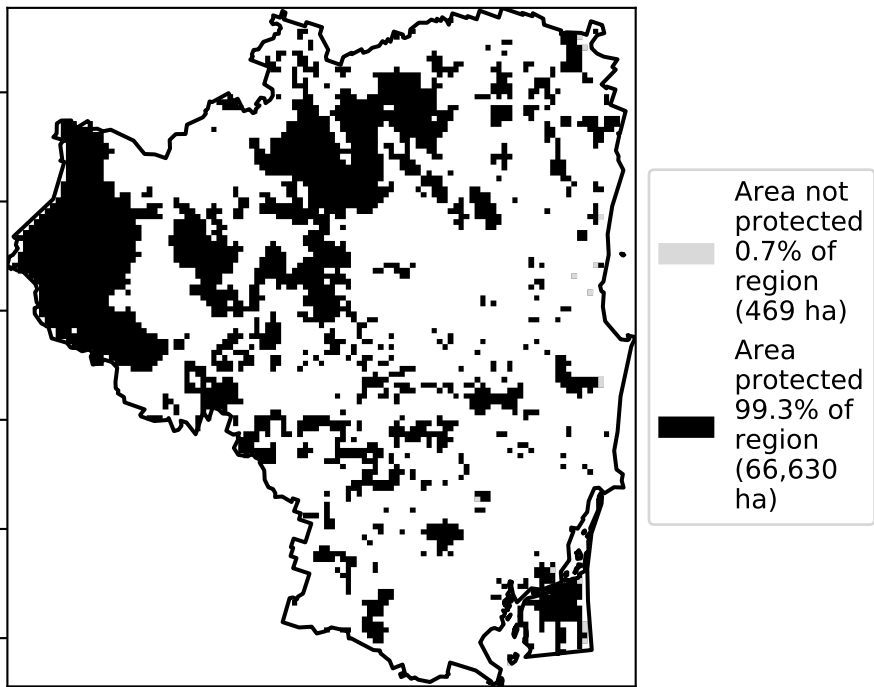 Area not
protected
0.7% of
region
(469 ha)
Area
protected
99.3% of
region
(66,630
ha)